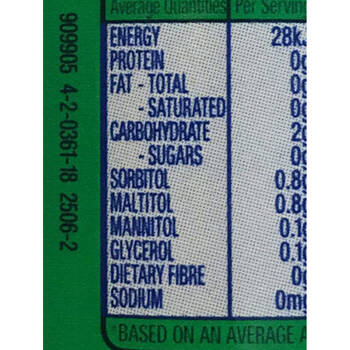 Average Quantities Per Serving
ENERGY 28kJ
PROTEIN 0g
FAT - TOTAL 0g
- SATURATED 0g
CARBOHYDRATE 2g
- SUGARS 0g
SORBITOL 0.8g
MALTITOL 0.8g
MANNITOL 0.1g
GLYCEROL 0.1g
DIETARY FIBRE 0g
SODIUM 0mg
*BASED ON AN AVERAGE
909905 4-2-0361-18 2506-2